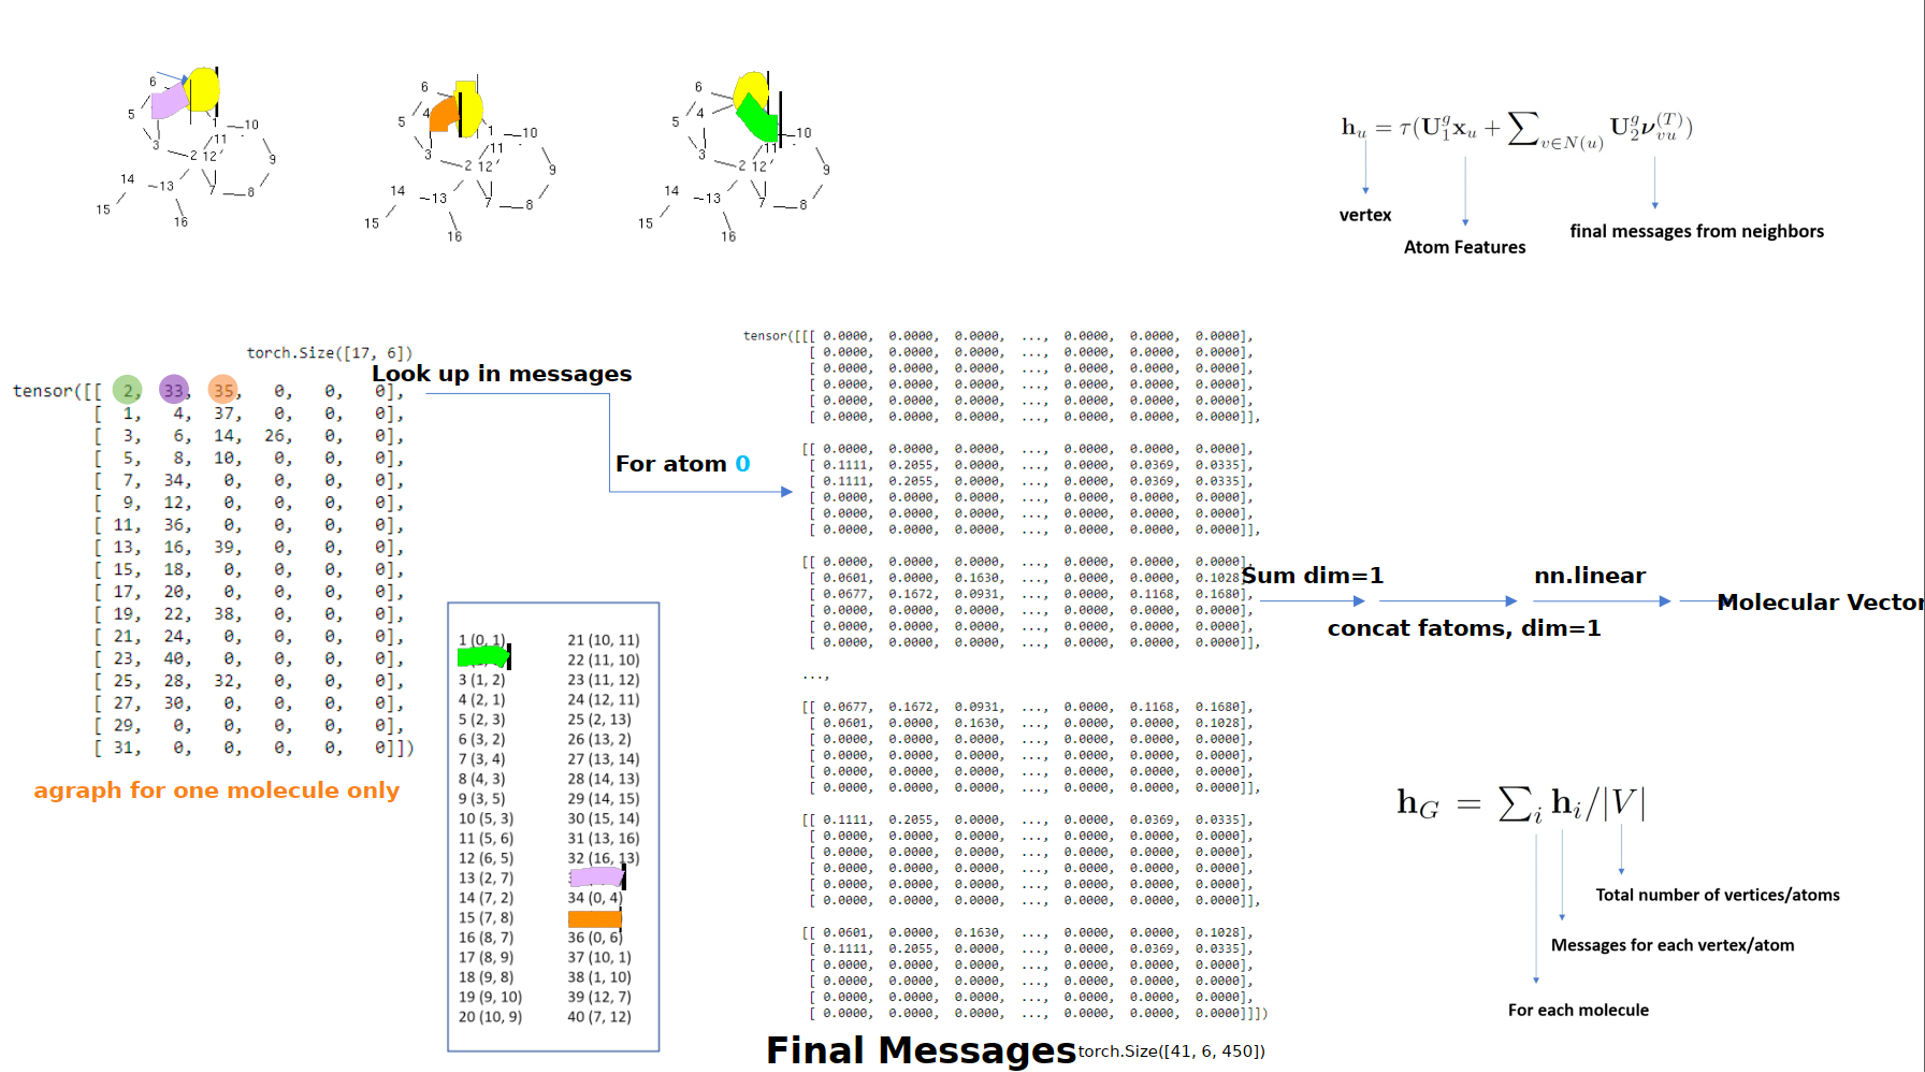 6
5
3
1
10
11
2 12'
9
7
8
14
~13
15
16
6
4
5
3
1
10
11
2 12'
9
7
8
14
~13
15
16
6
4
5
3
10
11
2 12'
9
7
8
14
~13
15
16
h_u = τ(U_1^g x_u + ∑_{v∈N(u)} U_2^g ν_{vu}^{(T)})
vertex
Atom Features
final messages from neighbors
torch.Size([17, 6])
tensor([[ 2, 33, 35, 0, 0, 0],
[ 1, 4, 37, 0, 0, 0],
[ 3, 6, 14, 26, 0, 0],
[ 5, 8, 10, 0, 0, 0],
[ 7, 34, 0, 0, 0, 0],
[ 9, 12, 0, 0, 0, 0],
[ 11, 36, 0, 0, 0, 0],
[ 13, 16, 39, 0, 0, 0],
[ 15, 18, 0, 0, 0, 0],
[ 17, 20, 0, 0, 0, 0],
[ 19, 22, 38, 0, 0, 0],
[ 21, 24, 0, 0, 0, 0],
[ 23, 40, 0, 0, 0, 0],
[ 25, 28, 32, 0, 0, 0],
[ 27, 30, 0, 0, 0, 0],
[ 29, 0, 0, 0, 0, 0],
[ 31, 0, 0, 0, 0, 0]])
agraph for one molecule only
Look up in messages
For atom 0
1 (0, 1)
3 (1, 2)
4 (2, 1)
5 (2, 3)
6 (3, 2)
7 (3, 4)
8 (4, 3)
9 (3, 5)
10 (5, 3)
11 (5, 6)
12 (6, 5)
13 (2, 7)
14 (7, 2)
15 (7, 8)
16 (8, 7)
17 (8, 9)
18 (9, 8)
19 (9, 10)
20 (10, 9)
21 (10, 11)
22 (11, 10)
23 (11, 12)
24 (12, 11)
25 (2, 13)
26 (13, 2)
27 (13, 14)
28 (14, 13)
29 (14, 15)
30 (15, 14)
31 (13, 16)
32 (16, 13)
34 (0, 4)
36 (0, 6)
37 (10, 1)
38 (1, 10)
39 (12, 7)
40 (7, 12)
tensor([[[ 0.0000, 0.0000, 0.0000, ..., 0.0000, 0.0000, 0.0000],
[ 0.0000, 0.0000, 0.0000, ..., 0.0000, 0.0000, 0.0000],
[ 0.0000, 0.0000, 0.0000, ..., 0.0000, 0.0000, 0.0000],
[ 0.0000, 0.0000, 0.0000, ..., 0.0000, 0.0000, 0.0000],
[ 0.0000, 0.0000, 0.0000, ..., 0.0000, 0.0000, 0.0000],
[ 0.0000, 0.0000, 0.0000, ..., 0.0000, 0.0000, 0.0000]],
[[ 0.0000, 0.0000, 0.0000, ..., 0.0000, 0.0000, 0.0000],
[ 0.1111, 0.2055, 0.0000, ..., 0.0000, 0.0369, 0.0335],
[ 0.1111, 0.2055, 0.0000, ..., 0.0000, 0.0369, 0.0335],
[ 0.0000, 0.0000, 0.0000, ..., 0.0000, 0.0000, 0.0000],
[ 0.0000, 0.0000, 0.0000, ..., 0.0000, 0.0000, 0.0000],
[ 0.0000, 0.0000, 0.0000, ..., 0.0000, 0.0000, 0.0000]],
[[ 0.0000, 0.0000, 0.0000, ..., 0.0000, 0.0000, 0.0000],
[ 0.0601, 0.0000, 0.1630, ..., 0.0000, 0.0000, 0.1028],
[ 0.0677, 0.1672, 0.0931, ..., 0.0000, 0.1168, 0.1680],
[ 0.0000, 0.0000, 0.0000, ..., 0.0000, 0.0000, 0.0000],
[ 0.0000, 0.0000, 0.0000, ..., 0.0000, 0.0000, 0.0000],
[ 0.0000, 0.0000, 0.0000, ..., 0.0000, 0.0000, 0.0000]],
...,
[[ 0.0677, 0.1672, 0.0931, ..., 0.0000, 0.1168, 0.1680],
[ 0.0601, 0.0000, 0.1630, ..., 0.0000, 0.0000, 0.1028],
[ 0.0000, 0.0000, 0.0000, ..., 0.0000, 0.0000, 0.0000],
[ 0.0000, 0.0000, 0.0000, ..., 0.0000, 0.0000, 0.0000],
[ 0.0000, 0.0000, 0.0000, ..., 0.0000, 0.0000, 0.0000],
[ 0.0000, 0.0000, 0.0000, ..., 0.0000, 0.0000, 0.0000]],
[[ 0.1111, 0.2055, 0.0000, ..., 0.0000, 0.0369, 0.0335],
[ 0.0000, 0.0000, 0.0000, ..., 0.0000, 0.0000, 0.0000],
[ 0.0000, 0.0000, 0.0000, ..., 0.0000, 0.0000, 0.0000],
[ 0.0000, 0.0000, 0.0000, ..., 0.0000, 0.0000, 0.0000],
[ 0.0000, 0.0000, 0.0000, ..., 0.0000, 0.0000, 0.0000],
[ 0.0000, 0.0000, 0.0000, ..., 0.0000, 0.0000, 0.0000]],
[[ 0.0601, 0.0000, 0.1630, ..., 0.0000, 0.0000, 0.1028],
[ 0.1111, 0.2055, 0.0000, ..., 0.0000, 0.0369, 0.0335],
[ 0.0000, 0.0000, 0.0000, ..., 0.0000, 0.0000, 0.0000],
[ 0.0000, 0.0000, 0.0000, ..., 0.0000, 0.0000, 0.0000],
[ 0.0000, 0.0000, 0.0000, ..., 0.0000, 0.0000, 0.0000],
[ 0.0000, 0.0000, 0.0000, ..., 0.0000, 0.0000, 0.0000]]])
Final Messages torch.Size([41, 6, 450])
Sum dim=1
concat fatoms, dim=1
nn.linear
Molecular Vector
h_G = ∑_i h_i/|V|
Total number of vertices/atoms
Messages for each vertex/atom
For each molecule